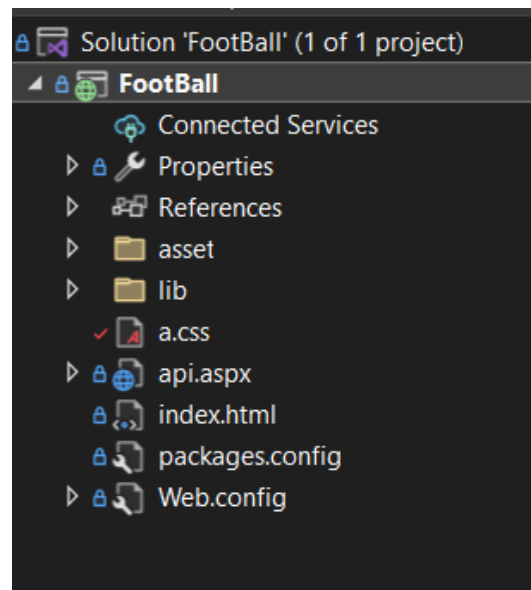 Solution 'FootBall' (1 of 1 project)
FootBall
Connected Services
Properties
References
asset
lib
a.css
api.aspx
index.html
packages.config
Web.config